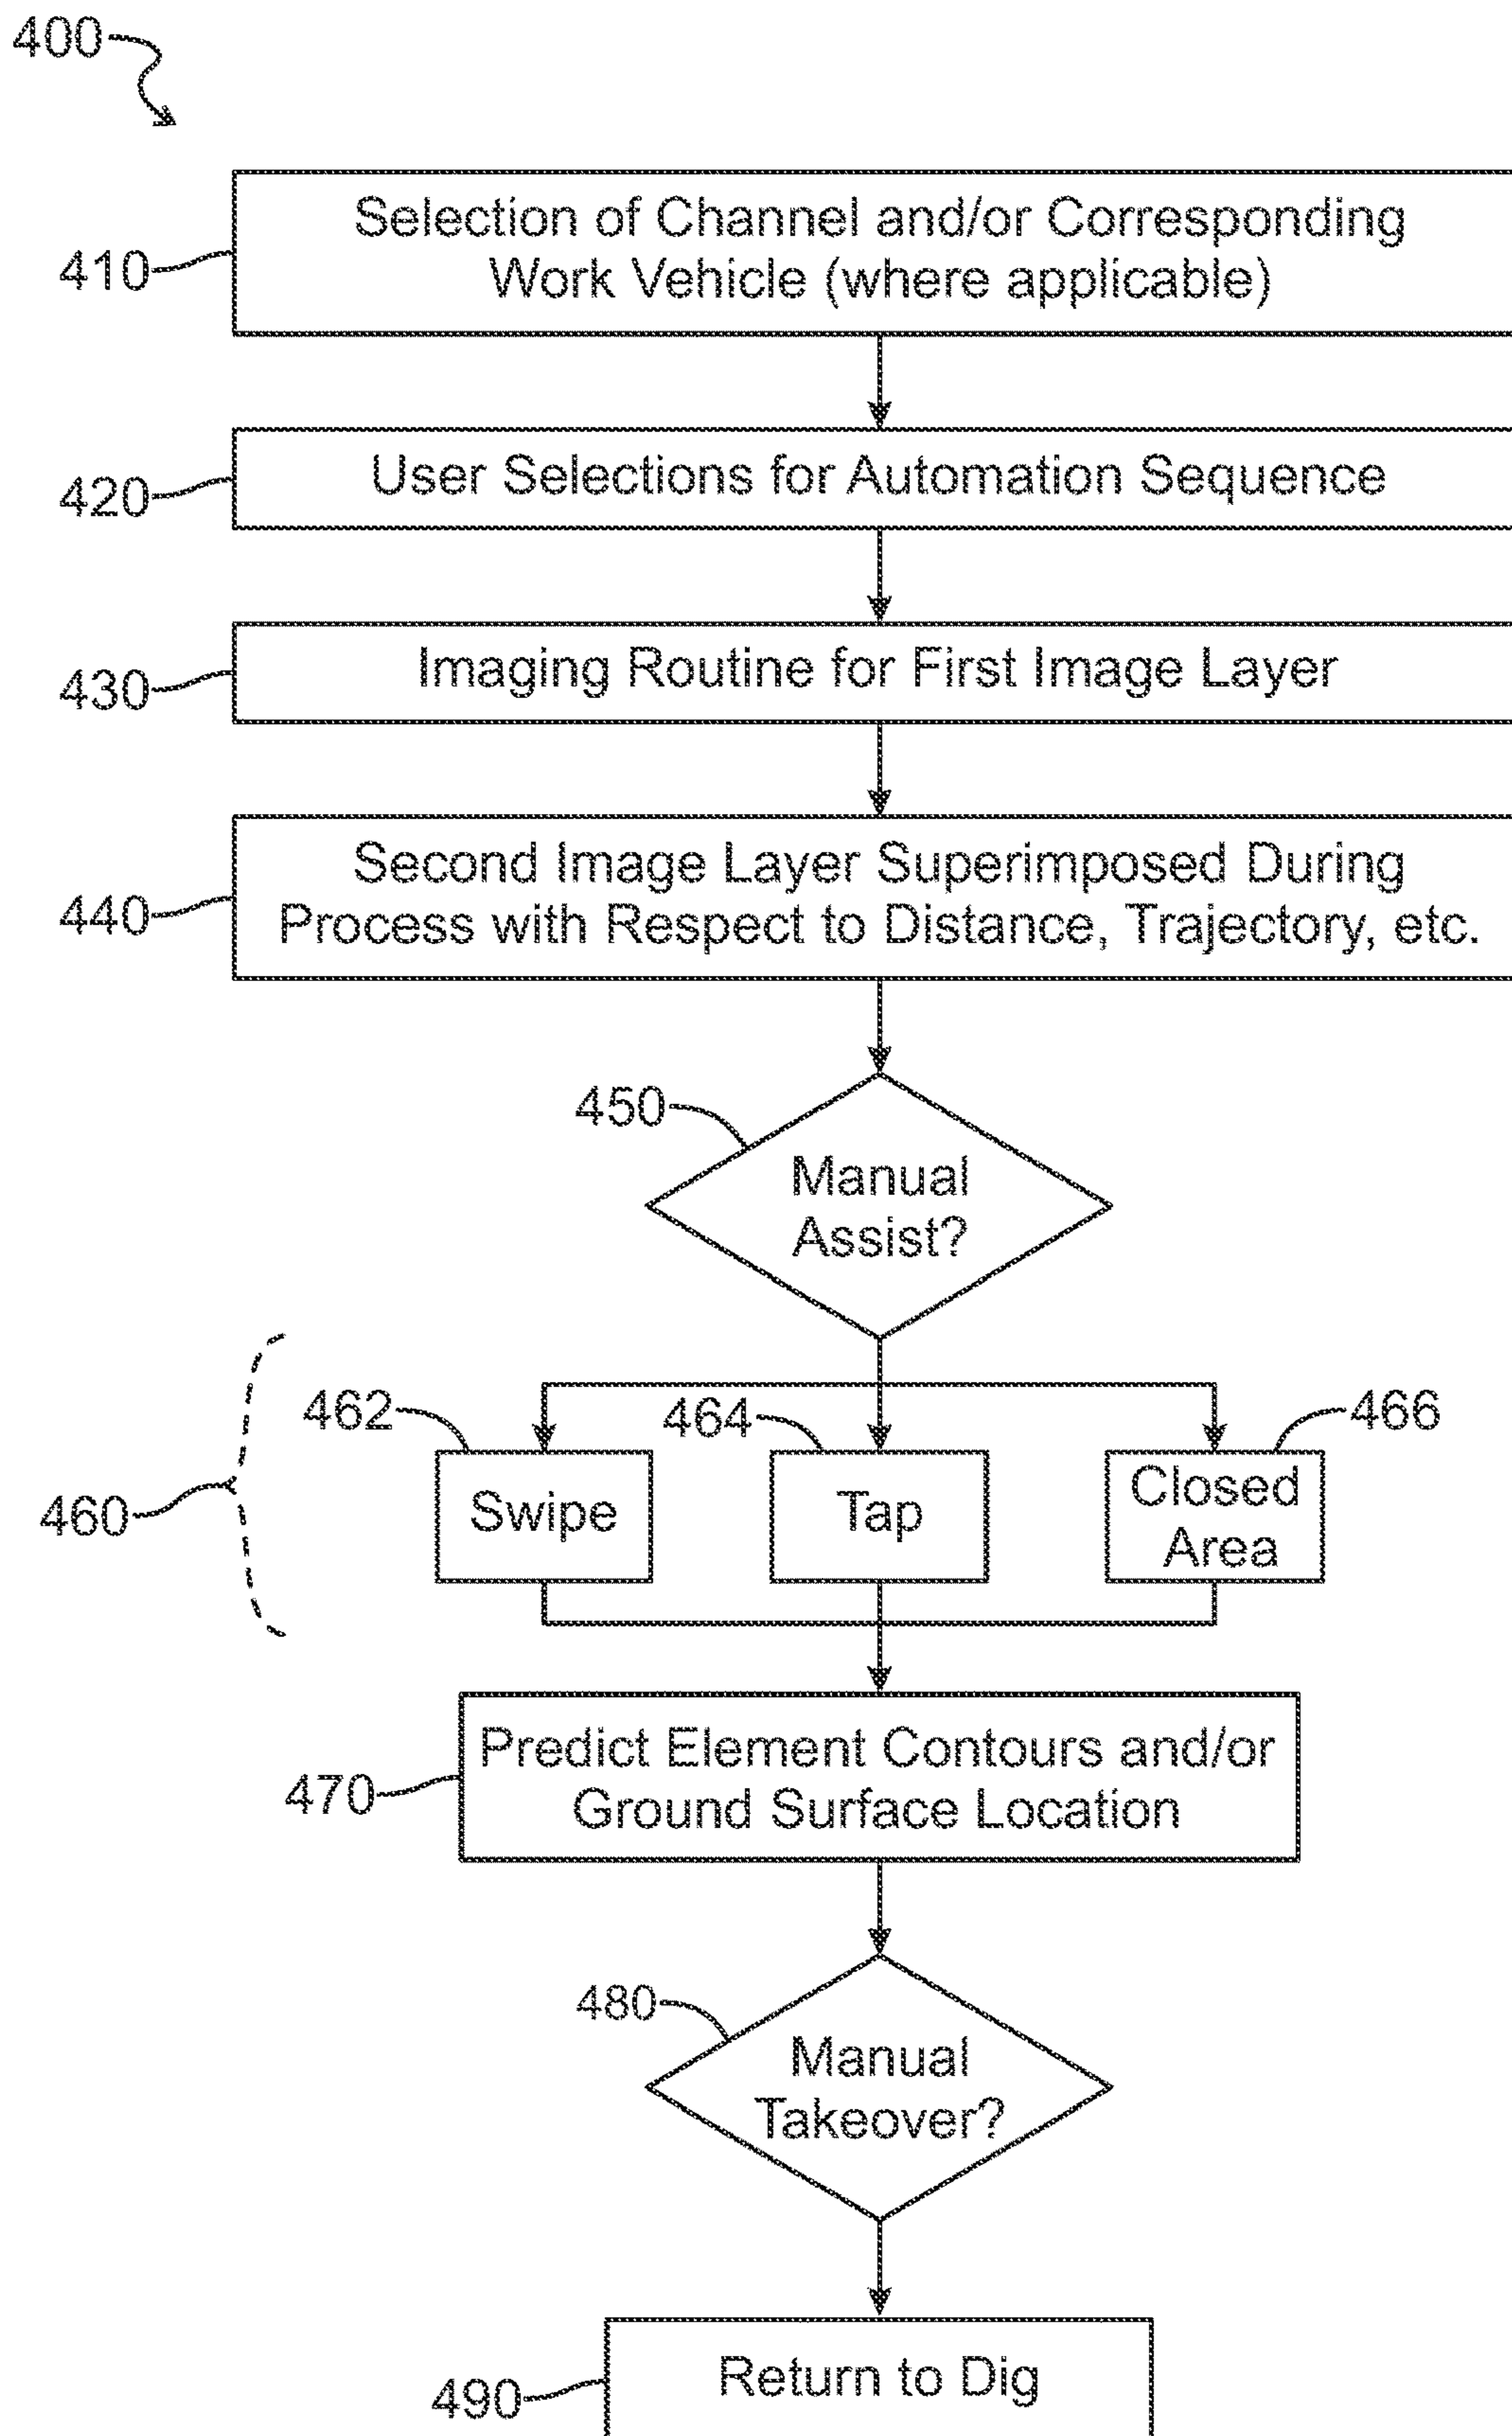 400
410
Selection of Channel and/or Corresponding
Work Vehicle (where applicable)
420
User Selections for Automation Sequence
430
Imaging Routine for First Image Layer
440
Second Image Layer Superimposed During
Process with Respect to Distance, Trajectory, etc.
450
Manual
Assist?
460
462
Swipe
464
Tap
466
Closed
Area
470
Predict Element Contours and/or
Ground Surface Location
480
Manual
Takeover?
490
Return to Dig